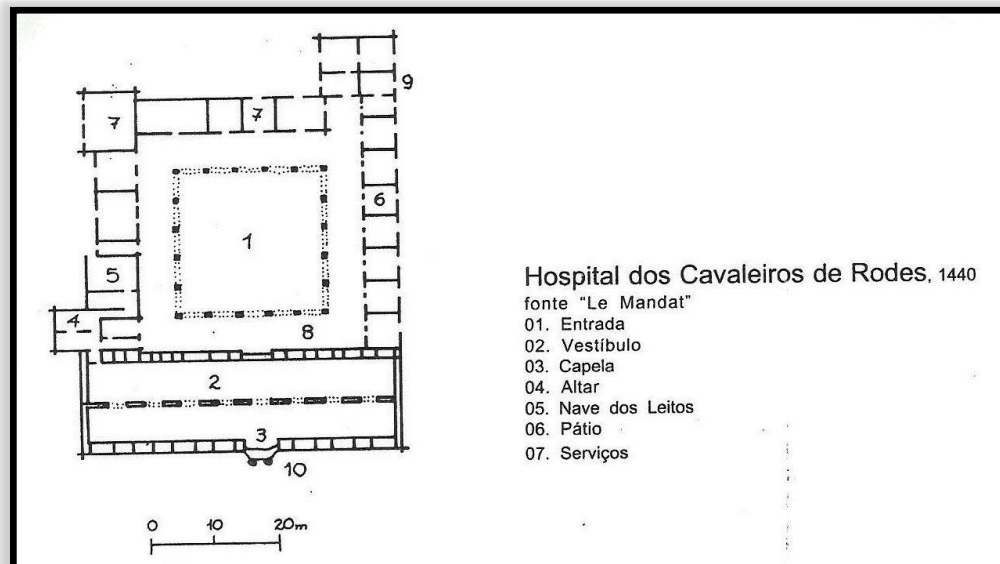 9
7
7
6
1
5
4
8
2
3
10
0 10 20m
Hospital dos Cavaleiros de Rodes, 1440
fonte "Le Mandat"
01. Entrada
02. Vestíbulo
03. Capela
04. Altar
05. Nave dos Leitos
06. Pátio
07. Serviços